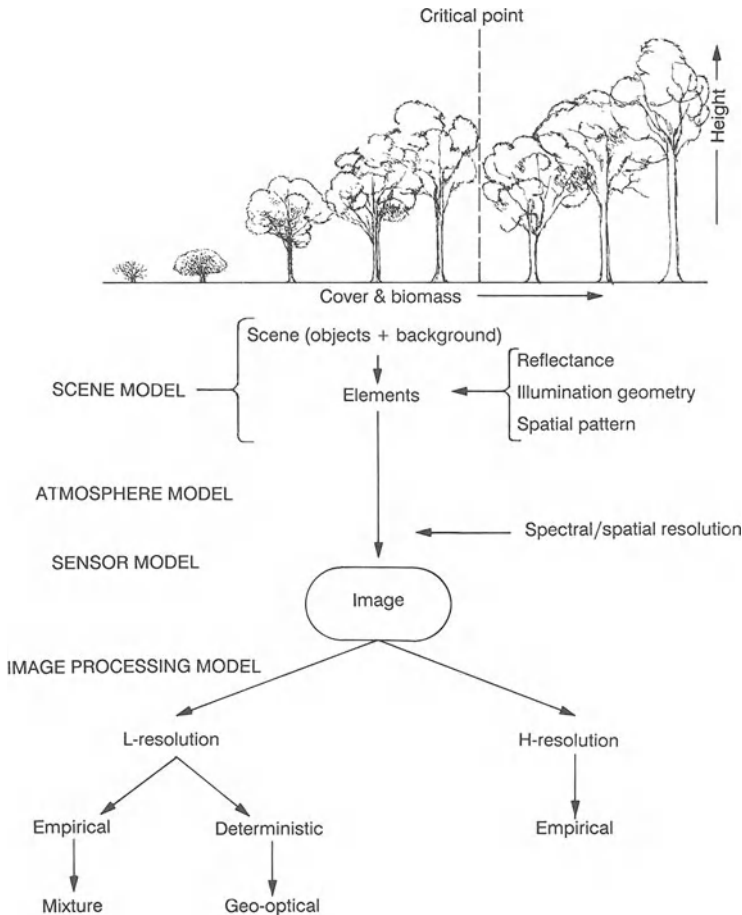 Critical point
Height
Cover & biomass
Scene (objects + background)
Reflectance
SCENE MODEL
Elements
Illumination geometry
Spatial pattern
ATMOSPHERE MODEL
Spectral/spatial resolution
SENSOR MODEL
Image
IMAGE PROCESSING MODEL
L-resolution
H-resolution
Empirical
Deterministic
Empirical
Mixture
Geo-optical